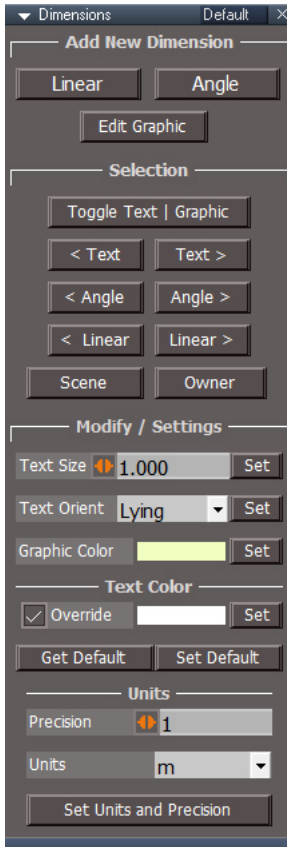 Dimensions Default
Add New Dimension
Linear Angle
Edit Graphic
Selection
Toggle Text | Graphic
< Text Text >
< Angle Angle >
< Linear Linear >
Scene Owner
Modify / Settings
Text Size 1.000 Set
Text Orient Lying Set
Graphic Color Set
Text Color
Override Set
Get Default Set Default
Units
Precision 1
Units m
Set Units and Precision